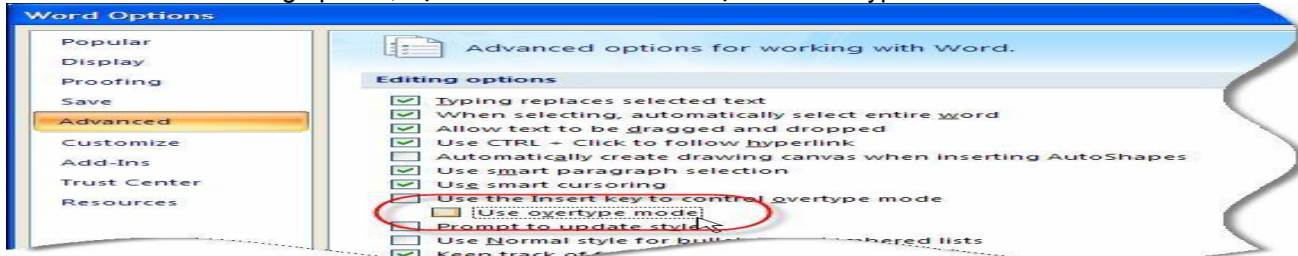 Word Options
Popular
Display
Proofing
Save
Advanced
Customize
Add-Ins
Trust Center
Resources
Advanced options for working with Word.
Editing options
Typing replaces selected text
When selecting, automatically select entire word
Allow text to be dragged and dropped
Use CTRL + Click to follow hyperlink
Automatically create drawing canvas when inserting AutoShapes
Use smart paragraph selection
Use smart cursoring
Use the Insert key to control overtype mode
Use overtype mode
Prompt to update style
Use Normal style for lists
Keep track of